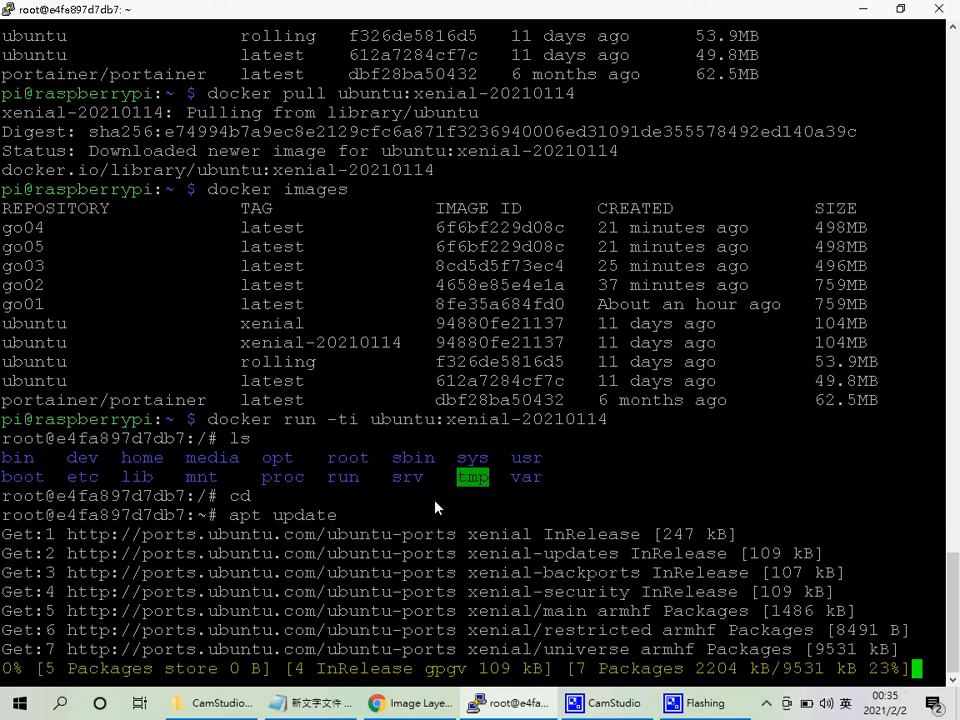 root@e4fa897d7db7: ~
ubuntu rolling f326de5816d5 11 days ago 53.9MB
ubuntu latest 612a7284cf7c 11 days ago 49.8MB
portainer/portainer latest dbf28ba50432 6 months ago 62.5MB
pi@raspberrypi:~ $ docker pull ubuntu:xenial-20210114
xenial-20210114: Pulling from library/ubuntu
Digest: sha256:e74994b7a9ec8e2129cfc6a871f3236940006ed31091de355578492ed140a39c
Status: Downloaded newer image for ubuntu:xenial-20210114
docker.io/library/ubuntu:xenial-20210114
pi@raspberrypi:~ $ docker images
REPOSITORY TAG IMAGE ID CREATED SIZE
go04 latest 6f6bf229d08c 21 minutes ago 498MB
go05 latest 6f6bf229d08c 21 minutes ago 498MB
go03 latest 8cd5d5f73ec4 25 minutes ago 496MB
go02 latest 4658e85e4e1a 37 minutes ago 759MB
go01 latest 8fe35a684fd0 About an hour ago 759MB
ubuntu xenial 94880fe21137 11 days ago 104MB
ubuntu xenial-20210114 94880fe21137 11 days ago 104MB
ubuntu rolling f326de5816d5 11 days ago 53.9MB
ubuntu latest 612a7284cf7c 11 days ago 49.8MB
portainer/portainer latest dbf28ba50432 6 months ago 62.5MB
pi@raspberrypi:~ $ docker run -ti ubuntu:xenial-20210114
root@e4fa897d7db7:/# ls
bin dev home media opt root sbin sys usr
boot etc lib mnt proc run srv tmp var
root@e4fa897d7db7:/# cd
root@e4fa897d7db7:~# apt update
Get:1 http://ports.ubuntu.com/ubuntu-ports xenial InRelease [247 kB]
Get:2 http://ports.ubuntu.com/ubuntu-ports xenial-updates InRelease [109 kB]
Get:3 http://ports.ubuntu.com/ubuntu-ports xenial-backports InRelease [107 kB]
Get:4 http://ports.ubuntu.com/ubuntu-ports xenial-security InRelease [109 kB]
Get:5 http://ports.ubuntu.com/ubuntu-ports xenial/main armhf Packages [1486 kB]
Get:6 http://ports.ubuntu.com/ubuntu-ports xenial/restricted armhf Packages [8491 B]
Get:7 http://ports.ubuntu.com/ubuntu-ports xenial/universe armhf Packages [9531 kB]
0% [5 Packages store 0 B] [4 InRelease gpgv 109 kB] [7 Packages 2204 kB/9531 kB 23%]
CamStudio... 新文字文件 ... Image Laye... root@e4fa... CamStudio Flashing 英 00:35
2021/2/2 2